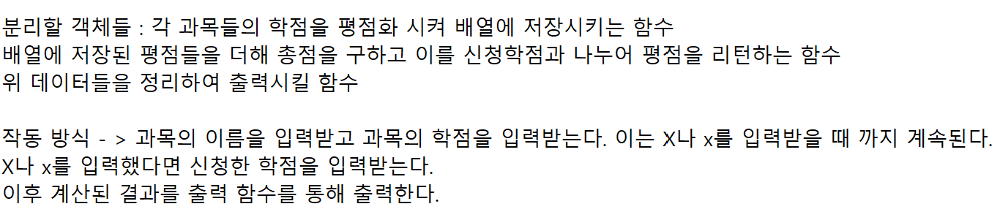 분리할 객체들 : 각 과목들의 학점을 평점화 시켜 배열에 저장시키는 함수
배열에 저장된 평점들을 더해 총점을 구하고 이를 신청학점과 나누어 평점을 리턴하는 함수
위 데이터들을 정리하여 출력시킬 함수
작동 방식 - > 과목의 이름을 입력받고 과목의 학점을 입력받는다. 이는 X나 x를 입력받을 때 까지 계속된다.
X나 x를 입력했다면 신청한 학점을 입력받는다.
이후 계산된 결과를 출력 함수를 통해 출력한다.